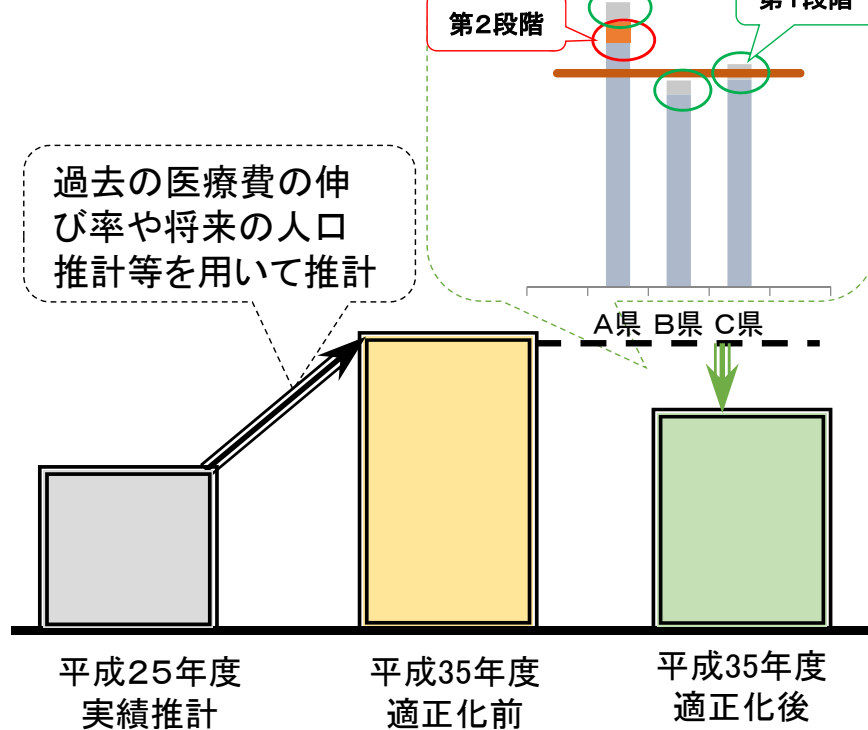 第2段階
第1段階
過去の医療費の伸
び率や将来の人口
推計等を用いて推計
A県 B県 C県
平成25年度
実績推計
平成35年度
適正化前
平成35年度
適正化後